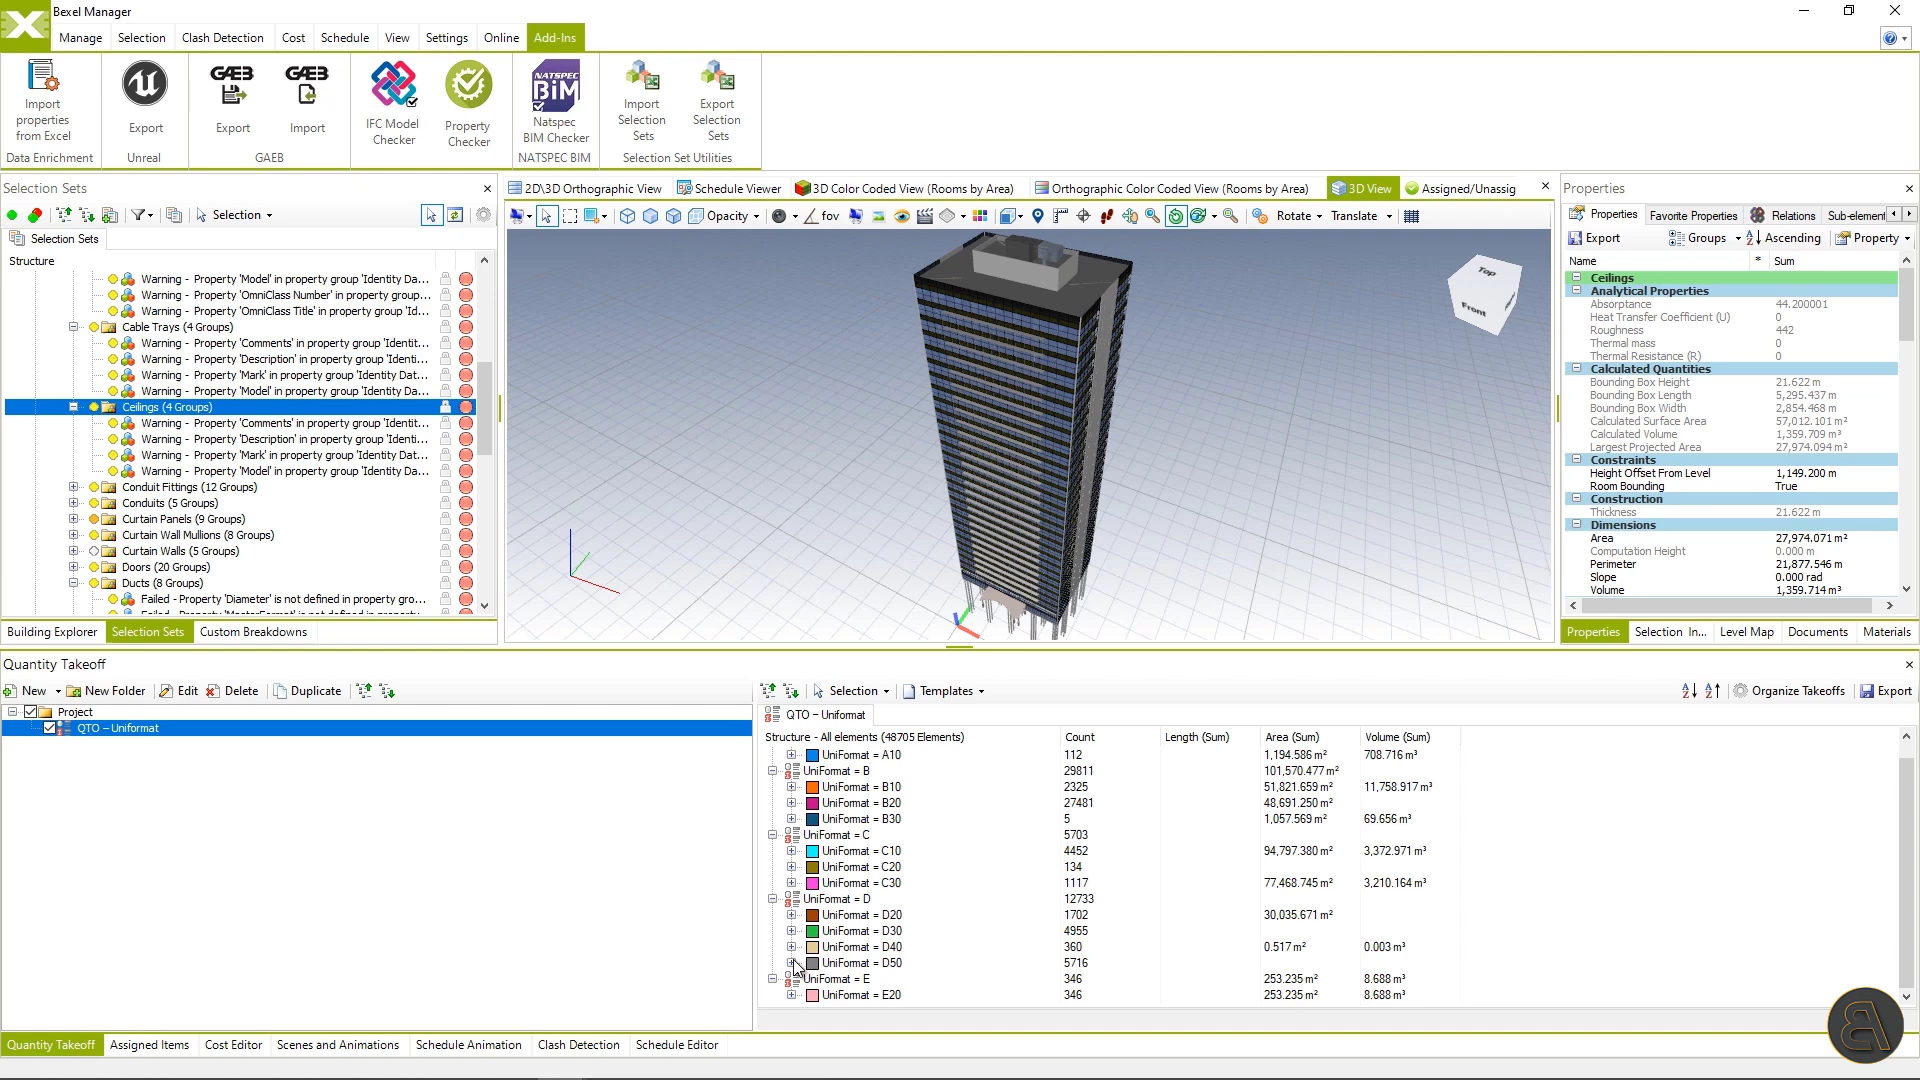 Bexel Manager
Manage Selection Clash Detection Cost Schedule View Settings Online Add-Ins
Import properties from Excel
Export
GAEB Export
GAEB Import
IFC Model Checker
Property Checker
NATSPEC BiM
Natspec BIM Checker
Import Selection Sets
Export Selection Sets
Data Enrichment Unreal GAEB NATSPEC BIM Selection Set Utilities
Selection Sets
Selection
Selection Sets
Structure
Warning - Property 'Model' in property group 'Identity Da...
Warning - Property 'OmniClass Number' in property group...
Warning - Property 'OmniClass Title' in property group 'Id...
Cable Trays (4 Groups)
Warning - Property 'Comments' in property group 'Identit...
Warning - Property 'Description' in property group 'Identi...
Warning - Property 'Mark' in property group 'Identity Dat...
Warning - Property 'Model' in property group 'Identity Da...
Ceilings (4 Groups)
Warning - Property 'Comments' in property group 'Identit...
Warning - Property 'Description' in property group 'Identi...
Warning - Property 'Mark' in property group 'Identity Dat...
Warning - Property 'Model' in property group 'Identity Da...
Conduit Fittings (12 Groups)
Conduits (5 Groups)
Curtain Panels (9 Groups)
Curtain Wall Mullions (8 Groups)
Curtain Walls (5 Groups)
Doors (20 Groups)
Ducts (8 Groups)
Failed - Property 'Diameter' is not defined in property gro...
Building Explorer Selection Sets Custom Breakdowns
2D\3D Orthographic View Schedule Viewer 3D Color Coded View (Rooms by Area) Orthographic Color Coded View (Rooms by Area) 3D View Assigned/Unassig
Opacity fov Rotate Translate
Top
Front
Properties
Properties Favorite Properties Relations Sub-element
Export Groups Ascending Property
Name * Sum
Ceilings
Analytical Properties
Absorptance 44.200001
Heat Transfer Coefficient (U) 0
Roughness 442
Thermal mass 0
Thermal Resistance (R) 0
Calculated Quantities
Bounding Box Height 21.622 m
Bounding Box Length 5,295.437 m
Bounding Box Width 2,854.468 m
Calculated Surface Area 57,012.101 m²
Calculated Volume 1,359.709 m³
Largest Projected Area 27,974.094 m²
Constraints
Height Offset From Level 1,149.200 m
Room Bounding True
Construction
Thickness 21.622 m
Dimensions
Area 27,974.071 m²
Computation Height 0.000 m
Perimeter 21,877.546 m
Slope 0.000 rad
Volume 1,359.714 m³
Properties Selection In... Level Map Documents Materials
Quantity Takeoff
New New Folder Edit Delete Duplicate
Project
QTO – Uniformat
Selection Templates Organize Takeoffs Export
QTO – Uniformat
Structure - All elements (48705 Elements) Count Length (Sum) Area (Sum) Volume (Sum)
UniFormat = A10 112 1,194.586 m² 708.716 m³
UniFormat = B 29811 101,570.477 m²
UniFormat = B10 2325 51,821.659 m² 11,758.917 m³
UniFormat = B20 27481 48,691.250 m²
UniFormat = B30 5 1,057.569 m² 69.656 m³
UniFormat = C 5703
UniFormat = C10 4452 94,797.380 m² 3,372.971 m³
UniFormat = C20 134
UniFormat = C30 1117 77,468.745 m² 3,210.164 m³
UniFormat = D 12733
UniFormat = D20 1702 30,035.671 m²
UniFormat = D30 4955
UniFormat = D40 360 0.517 m² 0.003 m³
UniFormat = D50 5716
UniFormat = E 346 253.235 m² 8.688 m³
UniFormat = E20 346 253.235 m² 8.688 m³
Quantity Takeoff Assigned Items Cost Editor Scenes and Animations Schedule Animation Clash Detection Schedule Editor